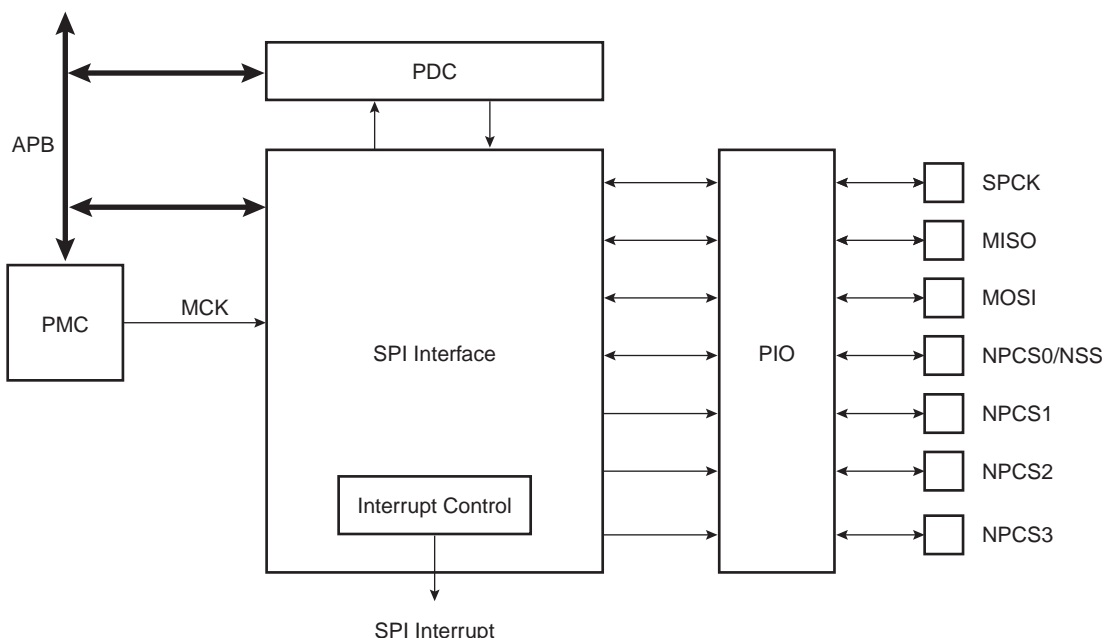 PDC
APB
SPCK
MISO
MCK
MOSI
PMC
SPI Interface
PIO
NPCS0/NSS
NPCS1
NPCS2
Interrupt Control
NPCS3
SPI Interrupt